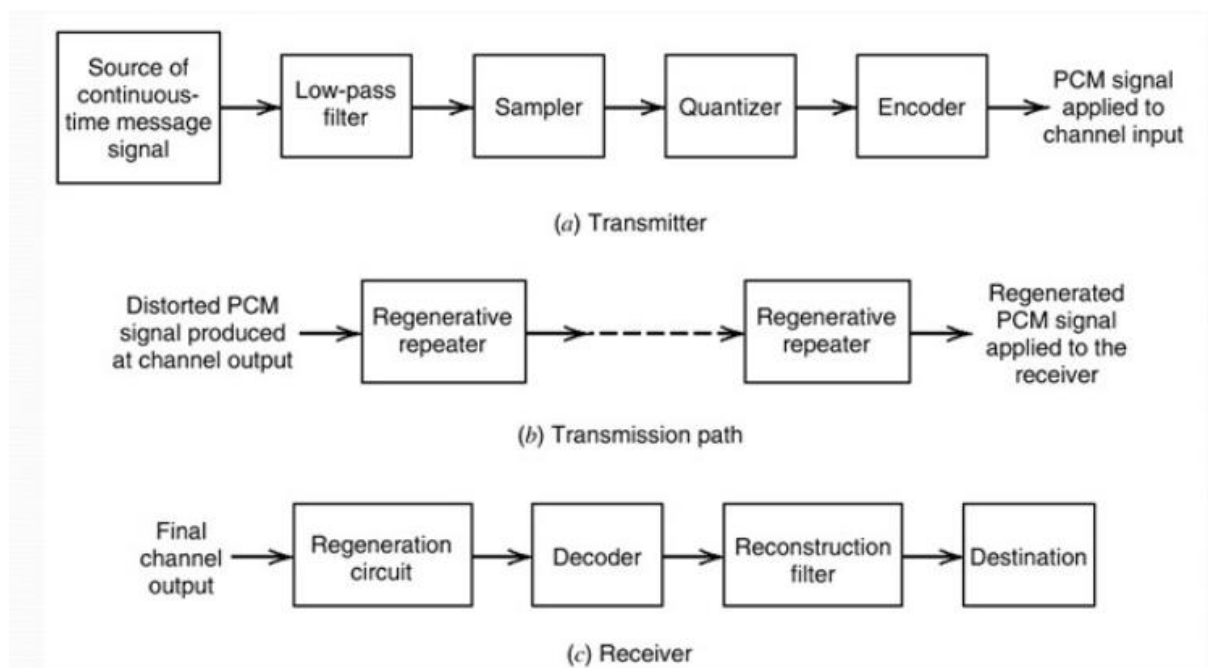 Source of
continuous-
time message
signal
Low-pass
filter
Sampler
Quantizer
Encoder
PCM signal
applied to
channel input
(a) Transmitter
Distorted PCM
signal produced
at channel output
Regenerative
repeater
Regenerative
repeater
Regenerated
PCM signal
applied to the
receiver
(b) Transmission path
Final
channel
output
Regeneration
circuit
Decoder
Reconstruction
filter
Destination
(c) Receiver